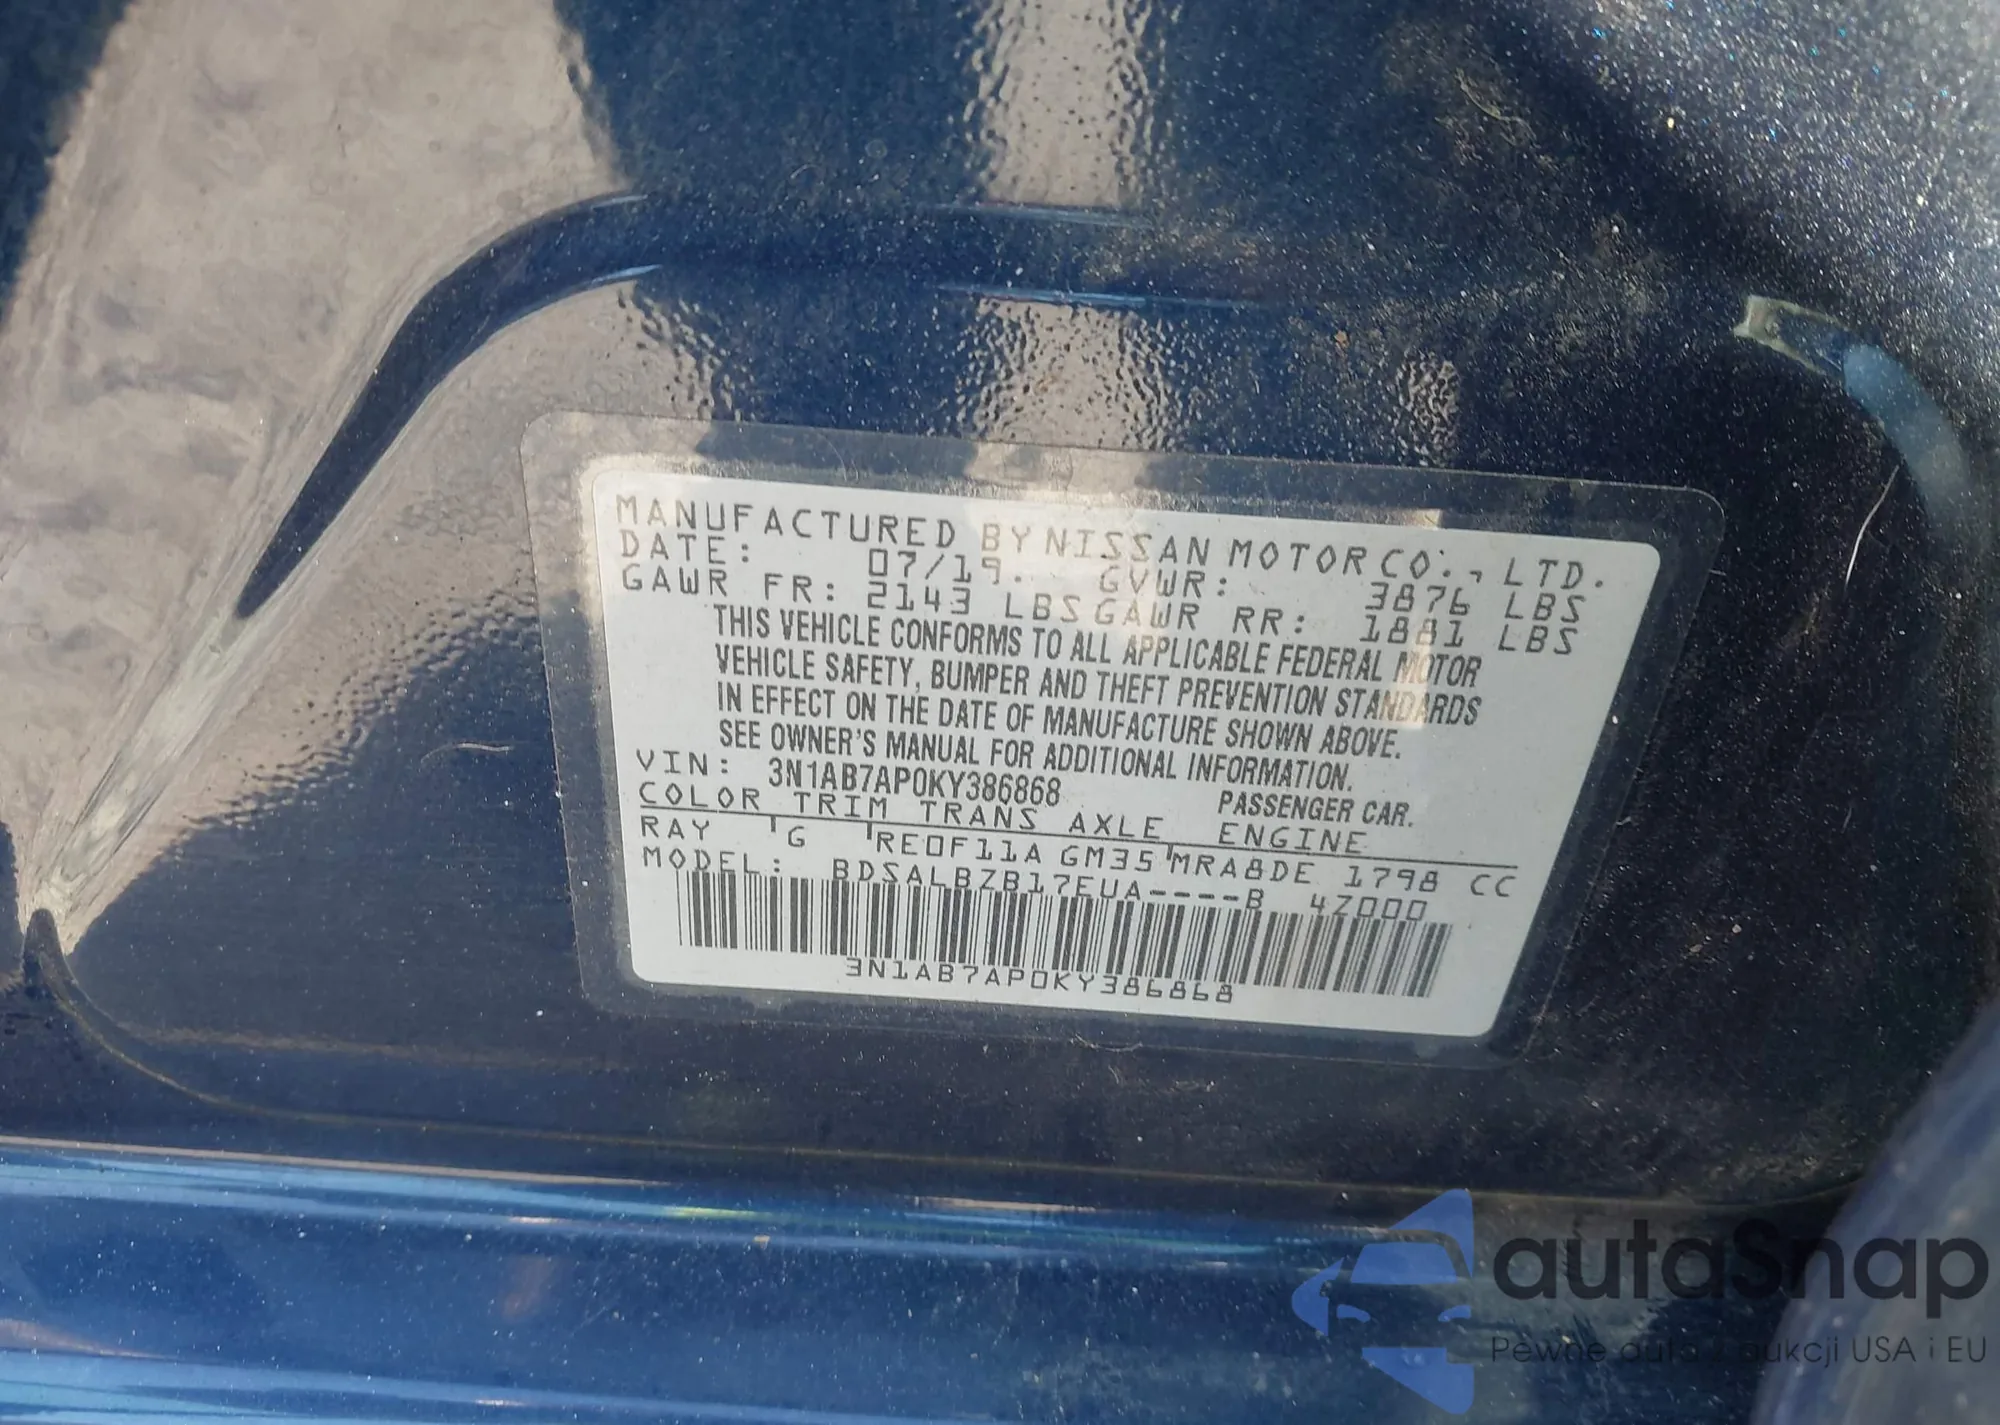 MANUFACTURED BY NISSAN MOTOR CO., LTD.
DATE: 07/19. GVWR: 3876 LBS
GAWR FR: 2143 LBS GAWR RR: 1881 LBS
THIS VEHICLE CONFORMS TO ALL APPLICABLE FEDERAL MOTOR
VEHICLE SAFETY, BUMPER AND THEFT PREVENTION STANDARDS
IN EFFECT ON THE DATE OF MANUFACTURE SHOWN ABOVE.
SEE OWNER'S MANUAL FOR ADDITIONAL INFORMATION.
VIN: 3N1AB7AP0KY386868 PASSENGER CAR.
COLOR TRIM TRANS AXLE ENGINE
RAY G RE0F11A GM35 MRA8DE 1798 CC
MODEL: BDSALBZB17EUA----B 4Z000
3N1AB7AP0KY386868
autaSnap
Pewne auta z aukcji USA i EU